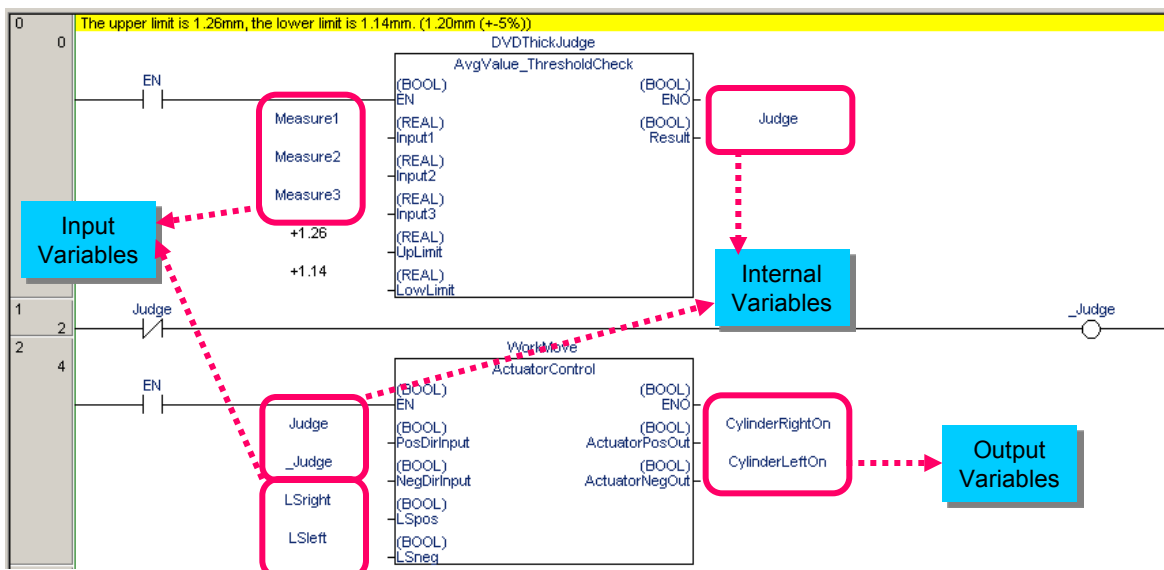 0
The upper limit is 1.26mm, the lower limit is 1.14mm. (1.20mm (+-5%))
0
DVDThickJudge
AvgValue_ThresholdCheck
EN
(BOOL)
EN
(BOOL)
ENO
Measure1
(REAL)
Input1
(BOOL)
Result
Judge
Measure2
(REAL)
Input2
Measure3
(REAL)
Input3
+1.26
(REAL)
UpLimit
+1.14
(REAL)
LowLimit
Input
Variables
Internal
Variables
1
2
Judge
_Judge
2
4
WorkMove
ActuatorControl
EN
(BOOL)
EN
(BOOL)
ENO
Judge
(BOOL)
PosDirInput
(BOOL)
ActuatorPosOut
CylinderRightOn
_Judge
(BOOL)
NegDirInput
(BOOL)
ActuatorNegOut
CylinderLeftOn
LSright
(BOOL)
LSpos
LSleft
(BOOL)
LSneg
Output
Variables